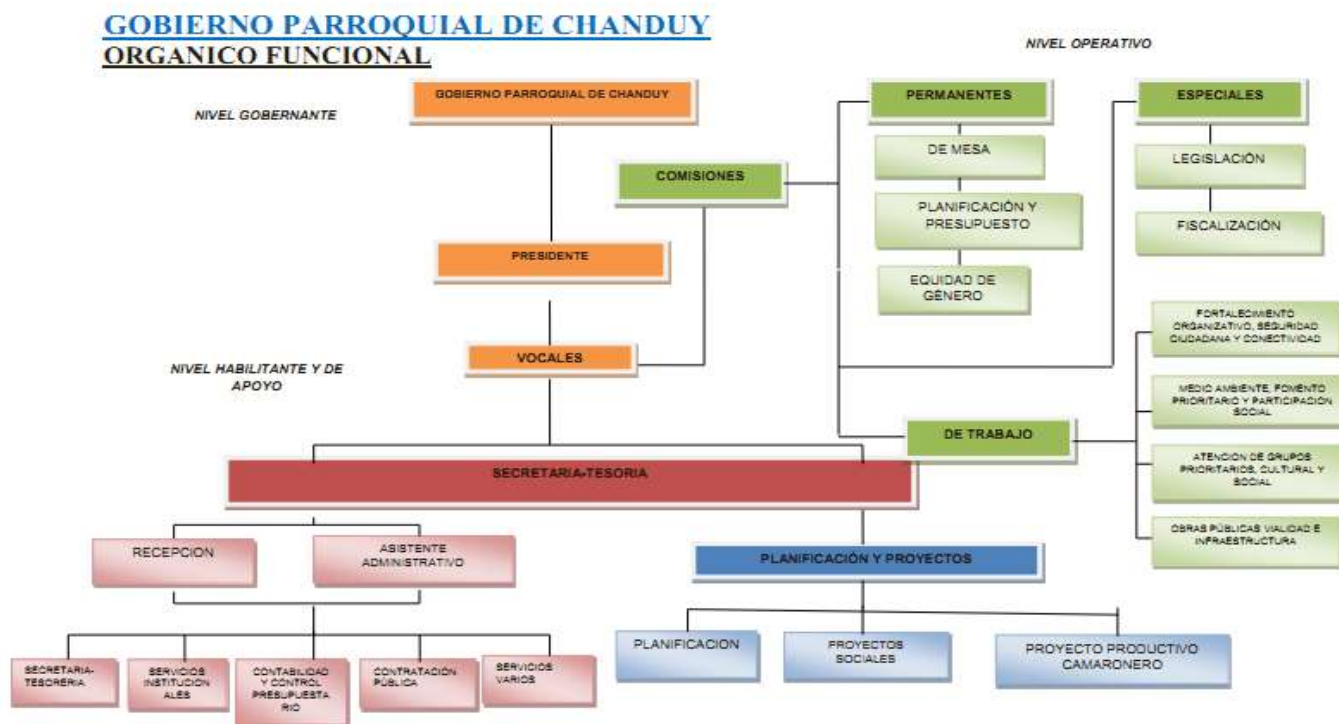 GOBIERNO PARROQUIAL DE CHANDUY
ORGANICO FUNCIONAL
NIVEL OPERATIVO
NIVEL GOBERNANTE
GOBIERNO PARROQUIAL DE CHANDUY
PERMANENTES
ESPECIALES
DE MESA
LEGISLACIÓN
COMISIONES
PLANIFICACIÓN Y
PRESUPUESTO
FISCALIZACIÓN
PRESIDENTE
EQUIDAD DE
GÉNERO
FORTALECIMIENTO
ORGANIZATIVO, SEGURIDAD
CIUDADANA Y CONECTIVIDAD
VOCALES
NIVEL HABILITANTE Y DE
APOYO
MEDIO AMBIENTE, FOMENTO
PRIORITARIO Y PARTICIPACION
SOCIAL
DE TRABAJO
ATENCION DE GRUPOS
PRIORITARIOS, CULTURAL Y
SOCIAL
SECRETARIA-TESORIA
OBRAS PÚBLICAS VIALIDAD E
INFRAESTRUCTURA
RECEPCION
ASISTENTE
ADMINISTRATIVO
PLANIFICACIÓN Y PROYECTOS
PLANIFICACION
PROYECTOS
SOCIALES
PROYECTO PRODUCTIVO
CAMARONERO
SECRETARIA-
TESORERIA
SERVICIOS
INSTITUCION
ALES
CONTABILIDAD
Y CONTROL
PRESUPUESTA
RIO
CONTRATACIÓN
PÚBLICA
SERVICIOS
VARIOS